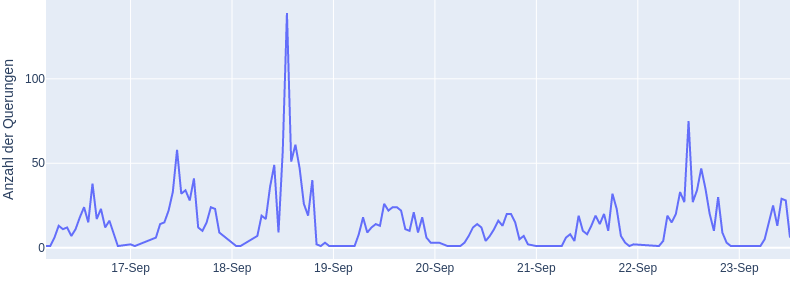 Anzahl der Querungen
100
50
0
17-Sep
18-Sep
19-Sep
20-Sep
21-Sep
22-Sep
23-Sep